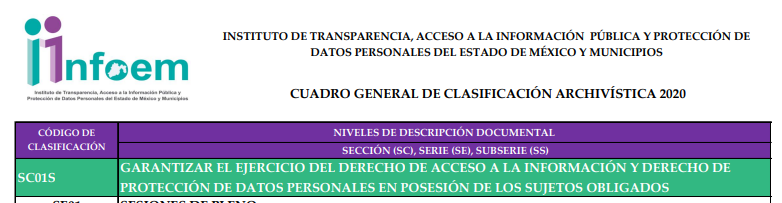 INSTITUTO DE TRANSPARENCIA, ACCESO A LA INFORMACIÓN PÚBLICA Y PROTECCIÓN DE
DATOS PERSONALES DEL ESTADO DE MÉXICO Y MUNICIPIOS
infoem
Instituto de Transparencia, Acceso a la Información Pública y
Protección de Datos Personales del Estado de México y Municipios
CUADRO GENERAL DE CLASIFICACIÓN ARCHIVÍSTICA 2020
CÓDIGO DE
CLASIFICACIÓN
NIVELES DE DESCRIPCIÓN DOCUMENTAL
SECCIÓN (SC), SERIE (SE), SUBSERIE (SS)
SC01S
GARANTIZAR EL EJERCICIO DEL DERECHO DE ACCESO A LA INFORMACIÓN Y DERECHO DE
PROTECCIÓN DE DATOS PERSONALES EN POSESIÓN DE LOS SUJETOS OBLIGADOS